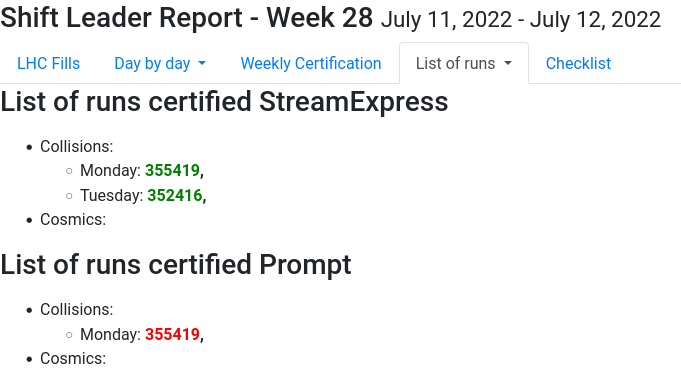 Shift Leader Report - Week 28 July 11, 2022 - July 12, 2022
LHC Fills Day by day Weekly Certification List of runs Checklist
List of runs certified StreamExpress
Collisions:
Monday: 355419,
Tuesday: 352416,
Cosmics:
List of runs certified Prompt
Collisions:
Monday: 355419,
Cosmics: